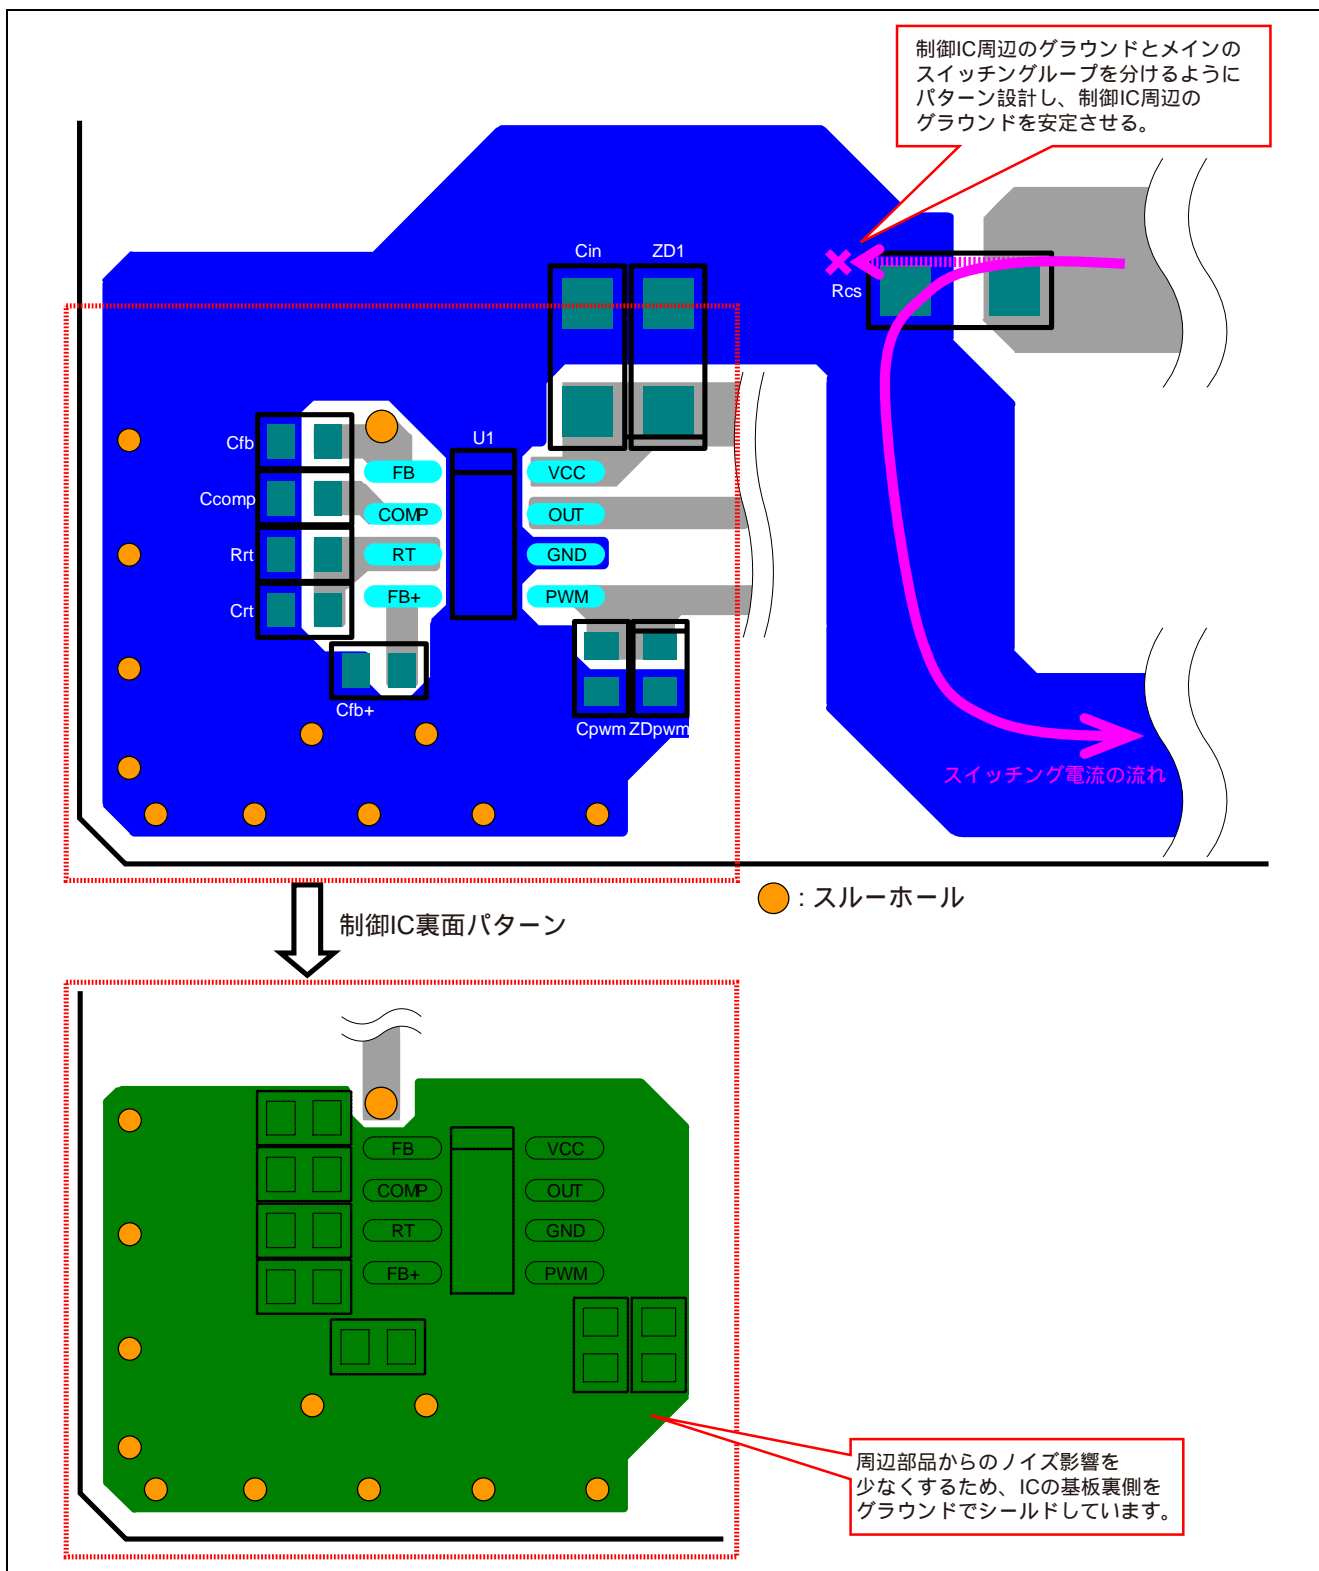 制御IC周辺のグラウンドとメインの
スイッチングループを分けるように
パターン設計し、制御IC周辺の
グラウンドを安定させる。
Cin
ZD1
Rcs
Cfb
U1
FB
VCC
Ccomp
COMP
OUT
Rrt
RT
GND
Crt
FB+
PWM
Cfb+
Cpwm
ZDpwm
スイッチング電流の流れ
: スルーホール
制御IC裏面パターン
FB
VCC
COMP
OUT
RT
GND
FB+
PWM
周辺部品からのノイズ影響を
少なくするため、ICの基板裏側を
グラウンドでシールドしています。